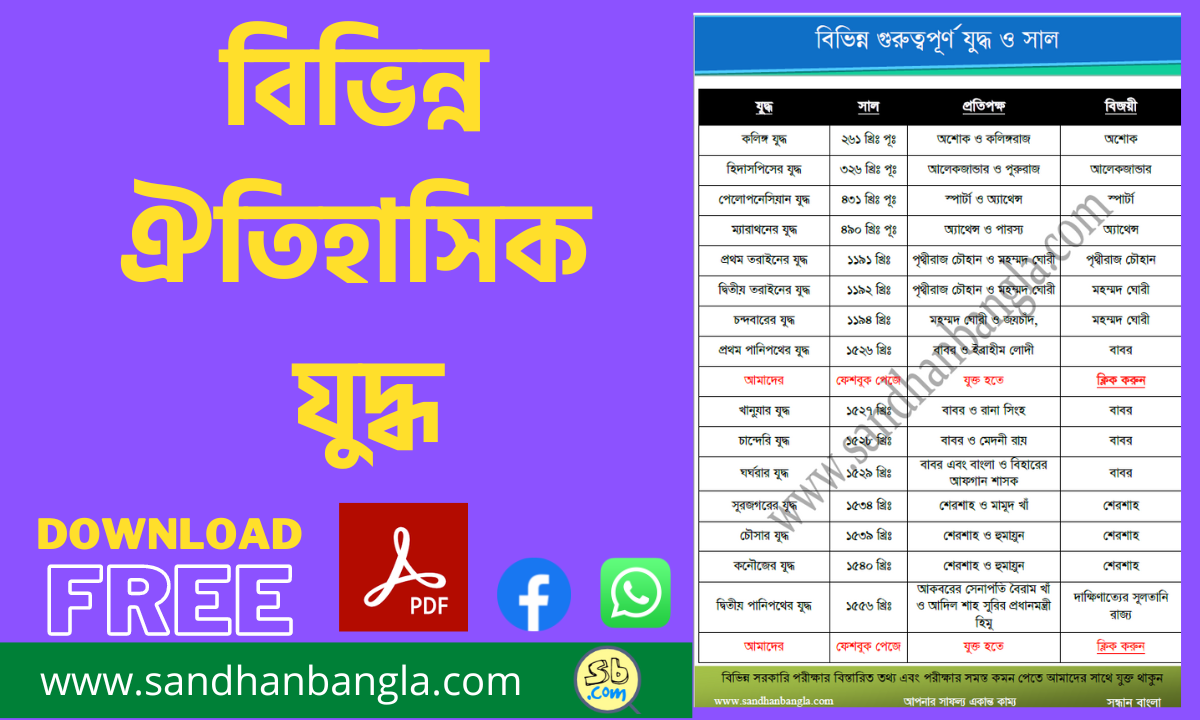 বিভিন্ন
ঐতিহাসিক
যুদ্ধ
DOWNLOAD
FREE
PDF
www.sandhanbangla.com
Sb
.com
বিভিন্ন গুরুত্বপূর্ণ যুদ্ধ ও সাল
যুদ্ধ সাল প্রতিপক্ষ বিজয়ী
কলিঙ্গ যুদ্ধ ২৬১ খ্রিঃ পূঃ অশোক ও কলিঙ্গরাজ অশোক
হিদাসপিসের যুদ্ধ ৩২৬ খ্রিঃ পূঃ আলেকজান্ডার ও পুরুরাজ আলেকজান্ডার
পেলোপনেসিয়ান যুদ্ধ ৪৩১ খ্রিঃ পূঃ স্পার্টা ও অ্যাথেন্স স্পার্টা
ম্যারাথনের যুদ্ধ ৪৯০ খ্রিঃ পূঃ অ্যাথেন্স ও পারস্য অ্যাথেন্স
প্রথম তরাইনের যুদ্ধ ১১৯১ খ্রিঃ পৃথ্বীরাজ চৌহান ও মহম্মদ ঘোরী পৃথ্বীরাজ চৌহান
দ্বিতীয় তরাইনের যুদ্ধ ১১৯২ খ্রিঃ পৃথ্বীরাজ চৌহান ও মহম্মদ ঘোরী মহম্মদ ঘোরী
চন্দবারের যুদ্ধ ১১৯৪ খ্রিঃ মহম্মদ ঘোরী ও জয়চাঁদ, মহম্মদ ঘোরী
প্রথম পানিপথের যুদ্ধ ১৫২৬ খ্রিঃ বাবর ও ইব্রাহীম লোদী বাবর
আমাদের ফেশবুক পেজে যুক্ত হতে ক্লিক করুন
খানুয়ার যুদ্ধ ১৫২৭ খ্রিঃ বাবর ও রানা সিংহ বাবর
চান্দেরি যুদ্ধ ১৫২৮ খ্রিঃ বাবর ও মেদনী রায় বাবর
ঘর্ঘরার যুদ্ধ ১৫২৯ খ্রিঃ বাবর এবং বাংলা ও বিহারের বাবর
আফগান শাসক
সুরজগরের যুদ্ধ ১৫৩৪ খ্রিঃ শেরশাহ ও মামুদ খাঁ শেরশাহ
চৌসার যুদ্ধ ১৫৩৯ খ্রিঃ শেরশাহ ও হুমায়ুন শেরশাহ
কনৌজের যুদ্ধ ১৫৪০ খ্রিঃ শেরশাহ ও হুমায়ুন শেরশাহ
দ্বিতীয় পানিপথের যুদ্ধ ১৫৫৬ খ্রিঃ আকবরের সেনাপতি বৈরাম খাঁ দাক্ষিণাত্যের সুলতানি
ও আদিল শাহ সুরির প্রধানমন্ত্রী রাজ্য
হিমু
আমাদের ফেশবুক পেজে যুক্ত হতে ক্লিক করুন
www.sandhanbangla.com
বিভিন্ন সরকারি পরীক্ষার বিস্তারিত তথ্য এবং পরীক্ষার সমস্ত কমন পেতে আমাদের সাথে যুক্ত থাকুন
www.sandhanbangla.com আপনার সাফল্য একান্ত কাম্য সন্ধান বাংলা